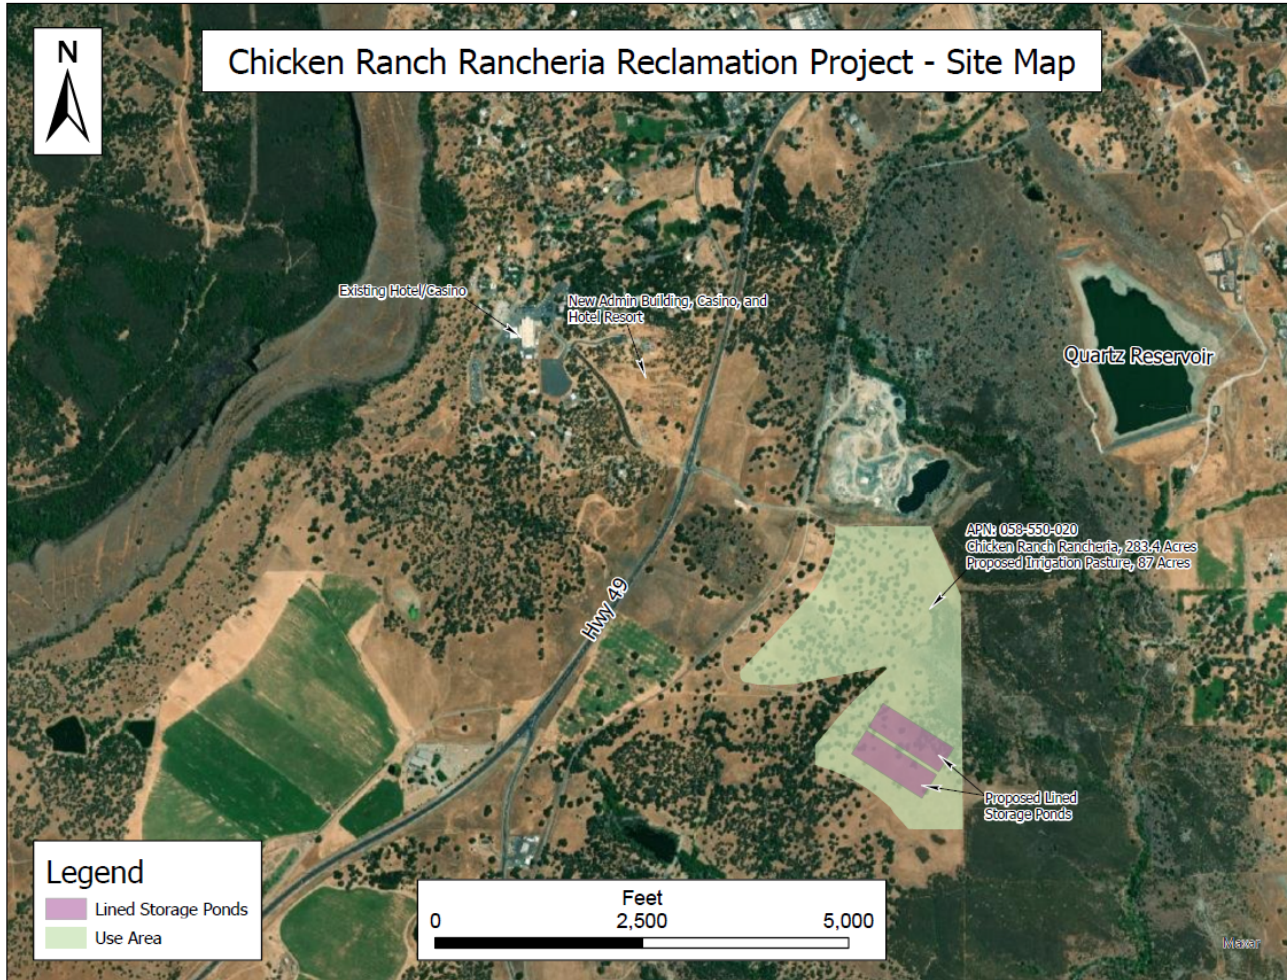 N
Chicken Ranch Rancheria Reclamation Project - Site Map
Existing Hotel/Casino
New Admin Building, Casino, and
Hotel Resort
Quartz Reservoir
APN: 058-550-020
Chicken Ranch Rancheria, 283.4 Acres
Proposed Irrigation Pasture, 87 Acres
Hwy 49
Proposed Lined
Storage Ponds
Legend
Lined Storage Ponds
Use Area
Feet
0 2,500 5,000
Maxar